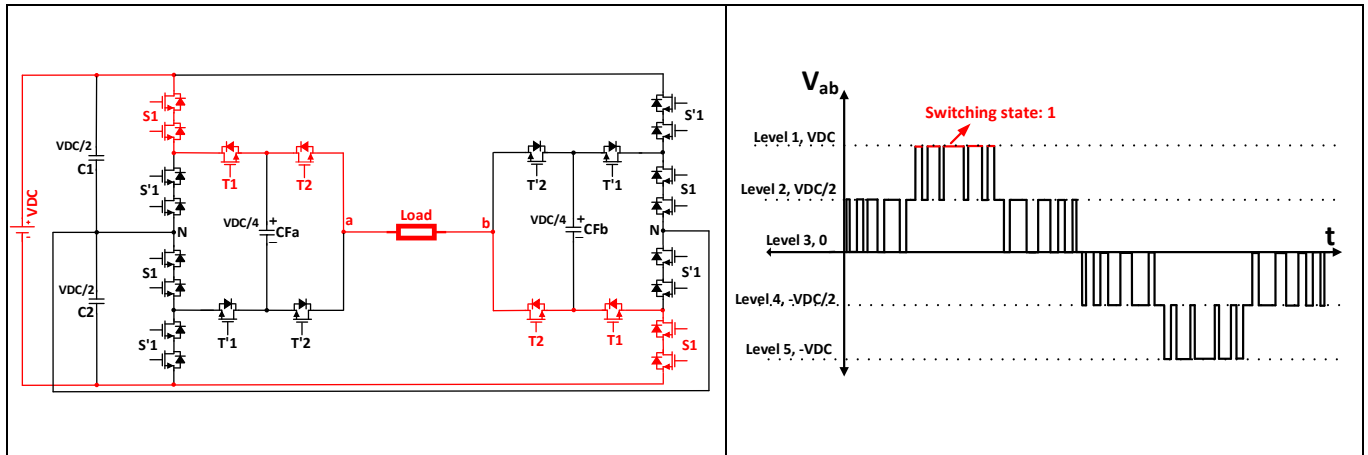 S1
S'1
VDC/2
C1
S'1
T1
T2
VDC/4
+
CFa
−
a
Load
b
T'2
T'1
VDC/4
+
CFb
−
S1
+
−
VDC
N
N
S1
S'1
VDC/2
C2
S'1
T'1
T'2
T2
T1
S1
Vab
Switching state: 1
Level 1, VDC
Level 2, VDC/2
Level 3, 0
t
Level 4, -VDC/2
Level 5, -VDC